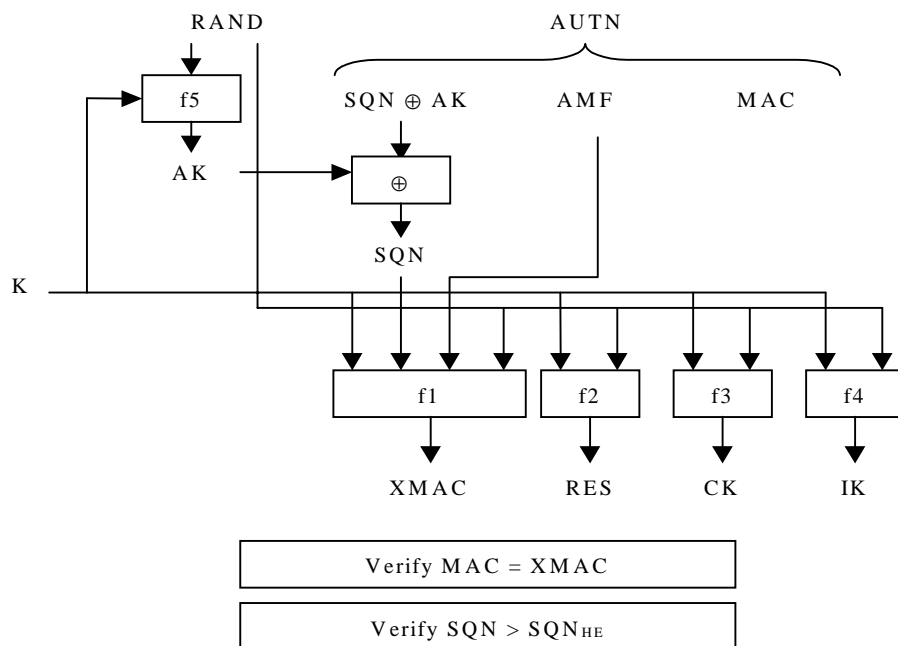 RAND
AUTN
f5
SQN ⊕ AK
AMF
MAC
AK
⊕
SQN
K
f1
f2
f3
f4
XMAC
RES
CK
IK
Verify MAC = XMAC
Verify SQN > SQNHE